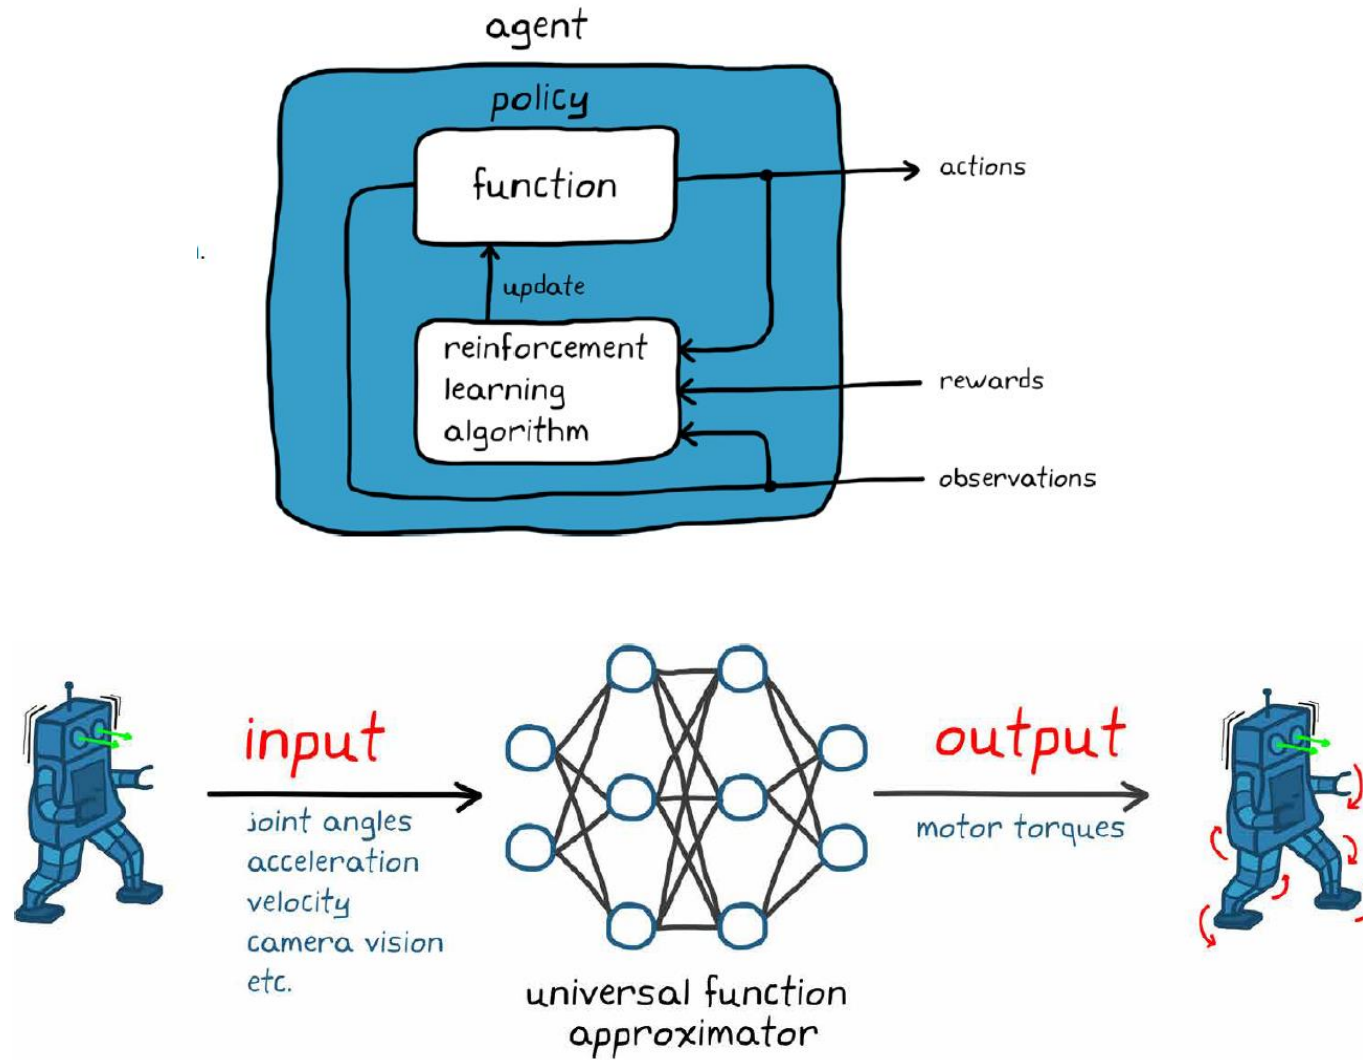 agent
policy
function
actions
update
reinforcement
learning
algorithm
rewards
observations
input
joint angles
acceleration
velocity
camera vision
etc.
universal function
approximator
output
motor torques